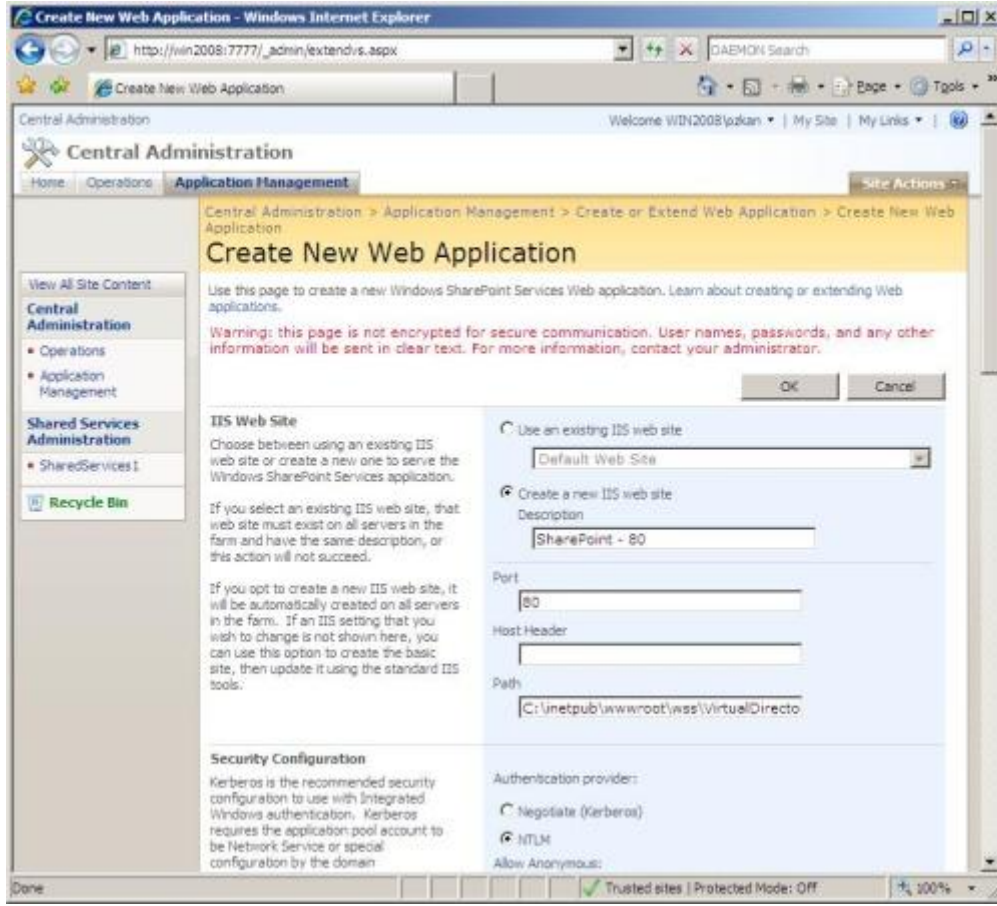 Create New Web Application - Windows Internet Explorer
http://win2008:7777/_admin/extendvs.aspx
DAEMON Search
Create New Web Application
Page
Tools
Central Administration
Welcome WIN2008\ozkan
My Site
My Links
Central Administration
Home
Operations
Application Management
Site Actions
Central Administration > Application Management > Create or Extend Web Application > Create New Web
Application
Create New Web Application
View All Site Content
Central
Administration
Operations
Application
Management
Shared Services
Administration
SharedServices1
Recycle Bin
Use this page to create a new Windows SharePoint Services Web application. Learn about creating or extending Web
applications.
Warning: this page is not encrypted for secure communication. User names, passwords, and any other
information will be sent in clear text. For more information, contact your administrator.
OK
Cancel
IIS Web Site
Choose between using an existing IIS
web site or create a new one to serve the
Windows SharePoint Services application.
If you select an existing IIS web site, that
web site must exist on all servers in the
farm and have the same description, or
this action will not succeed.
If you opt to create a new IIS web site, it
will be automatically created on all servers
in the farm. If an IIS setting that you
wish to change is not shown here, you
can use this option to create the basic
site, then update it using the standard IIS
tools.
Use an existing IIS web site
Default Web Site
Create a new IIS web site
Description
SharePoint - 80
Port
80
Host Header
Path
C:\inetpub\wwwroot\wss\VirtualDirecto
Security Configuration
Kerberos is the recommended security
configuration to use with Integrated
Windows authentication. Kerberos
requires the application pool account to
be Network Service or special
configuration by the domain
Authentication provider:
Negotiate (Kerberos)
NTLM
Allow Anonymous:
Done
Trusted sites | Protected Mode: Off
100%